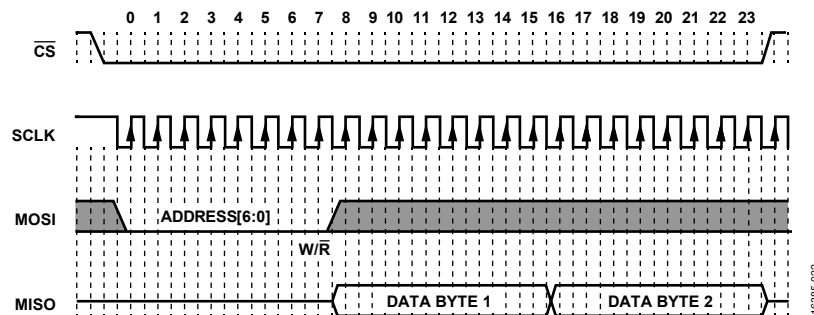 0 1 2 3 4 5 6 7 8 9 10 11 12 13 14 15 16 17 18 19 20 21 22 23
CS
SCLK
MOSI
ADDRESS[6:0]
W/R
MISO
DATA BYTE 1
DATA BYTE 2